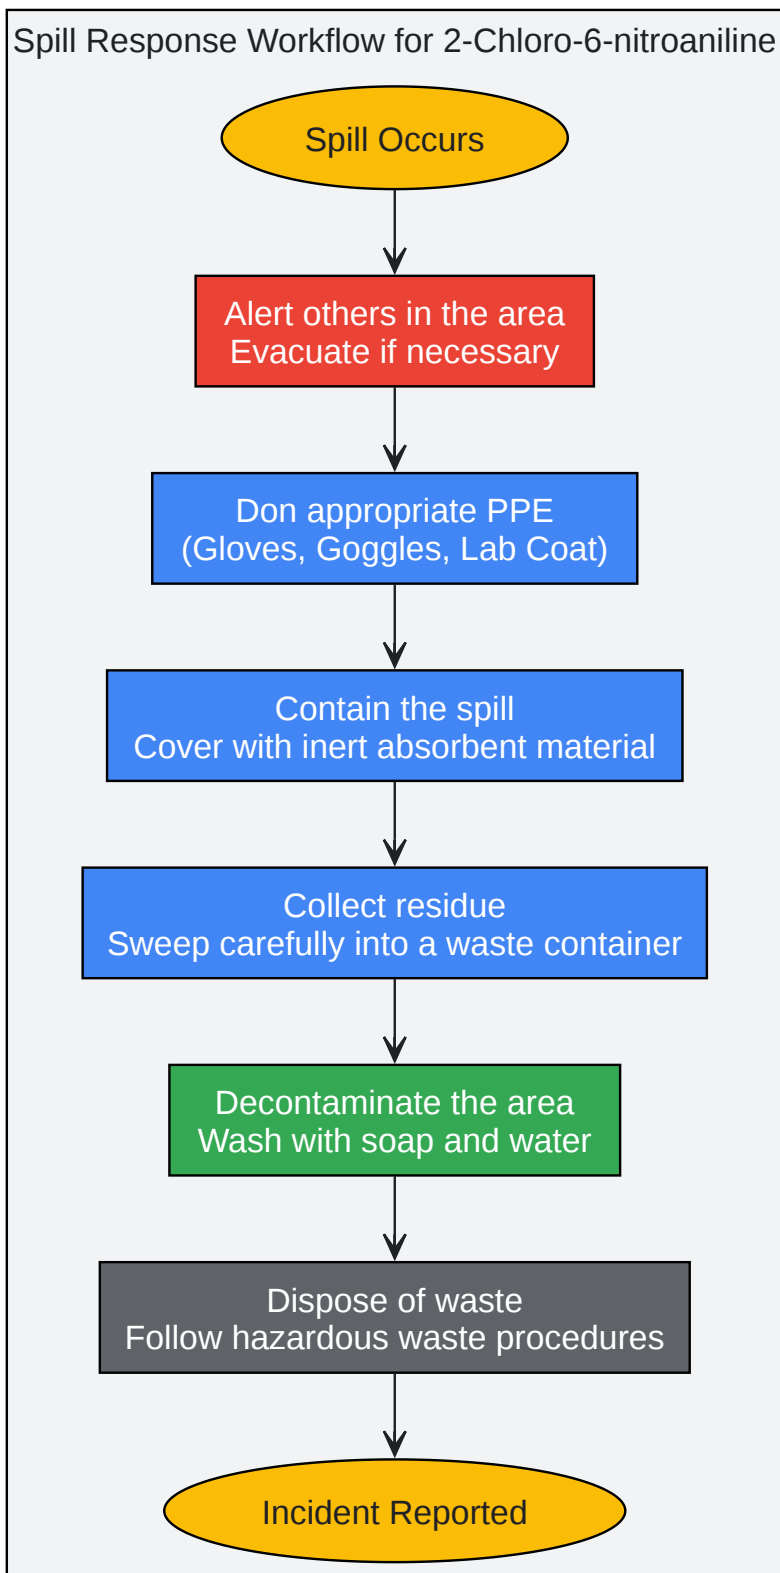 Spill Response Workflow for 2-Chloro-6-nitroaniline
Spill Occurs
Alert others in the area
Evacuate if necessary
Don appropriate PPE
(Gloves, Goggles, Lab Coat)
Contain the spill
Cover with inert absorbent material
Collect residue
Sweep carefully into a waste container
Decontaminate the area
Wash with soap and water
Dispose of waste
Follow hazardous waste procedures
Incident Reported